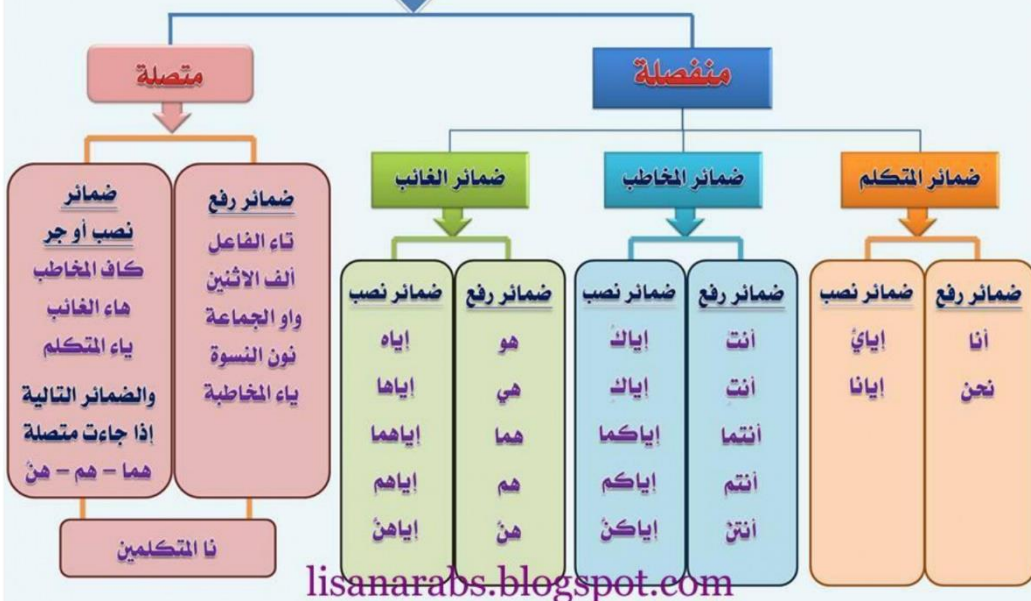 منفصلة
ضمائر المتكلم
ضمائر رفع
أنا
نحن
ضمائر نصب
إيايَ
إيانا
ضمائر المخاطب
ضمائر رفع
أنتَ
أنتِ
أنتما
أنتم
أنتنَّ
ضمائر نصب
إياكَ
إياكِ
إياكما
إياكم
إياكنَّ
ضمائر الغائب
ضمائر رفع
هو
هي
هما
هم
هنَّ
ضمائر نصب
إياه
إياها
إياهما
إياهم
إياهنَّ
متصلة
ضمائر رفع
تاء الفاعل
ألف الاثنين
واو الجماعة
نون النسوة
ياء المخاطبة
ضمائر
نصب أو جر
كاف المخاطب
هاء الغائب
ياء المتكلم
والضمائر التالية
إذا جاءت متصلة
هما – هم – هنَّ
نا المتكلمين
lisanarabs.blogspot.com